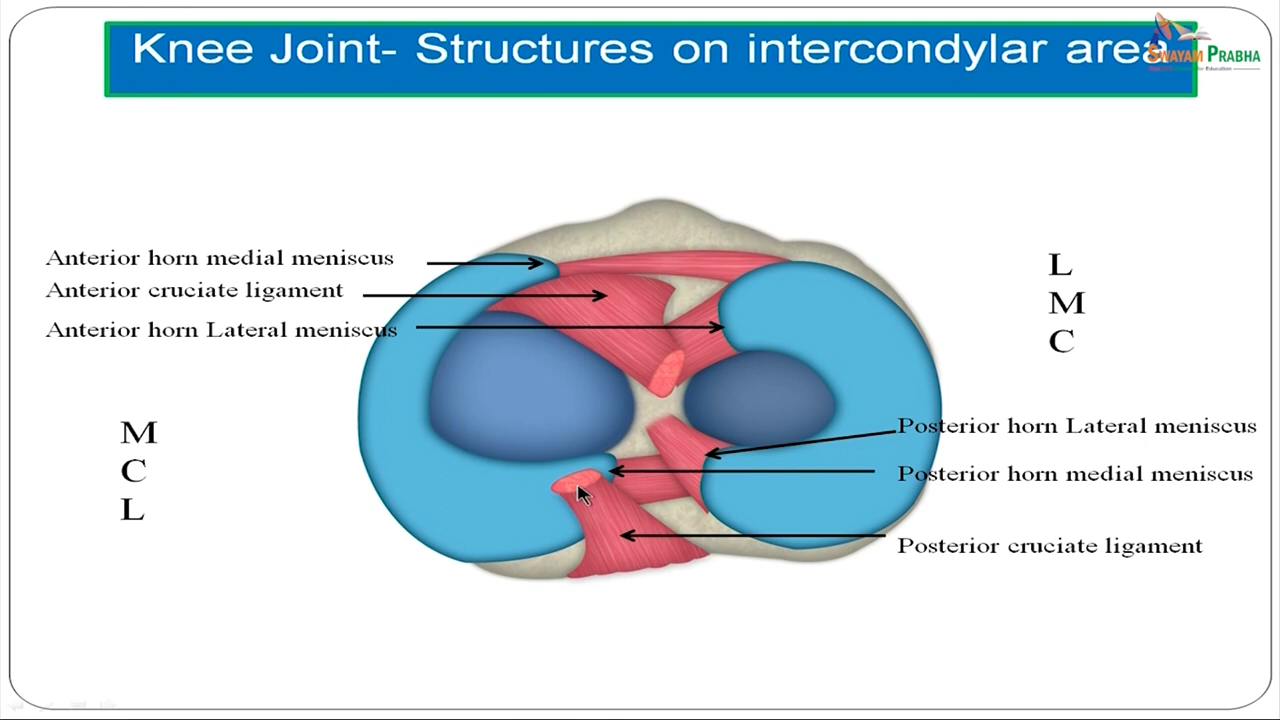 Knee Joint- Structures on intercondylar area
SWAYAM PRABHA
Anterior horn medial meniscus
Anterior cruciate ligament
Anterior horn Lateral meniscus
L
M
C
M
C
L
Posterior horn Lateral meniscus
Posterior horn medial meniscus
Posterior cruciate ligament